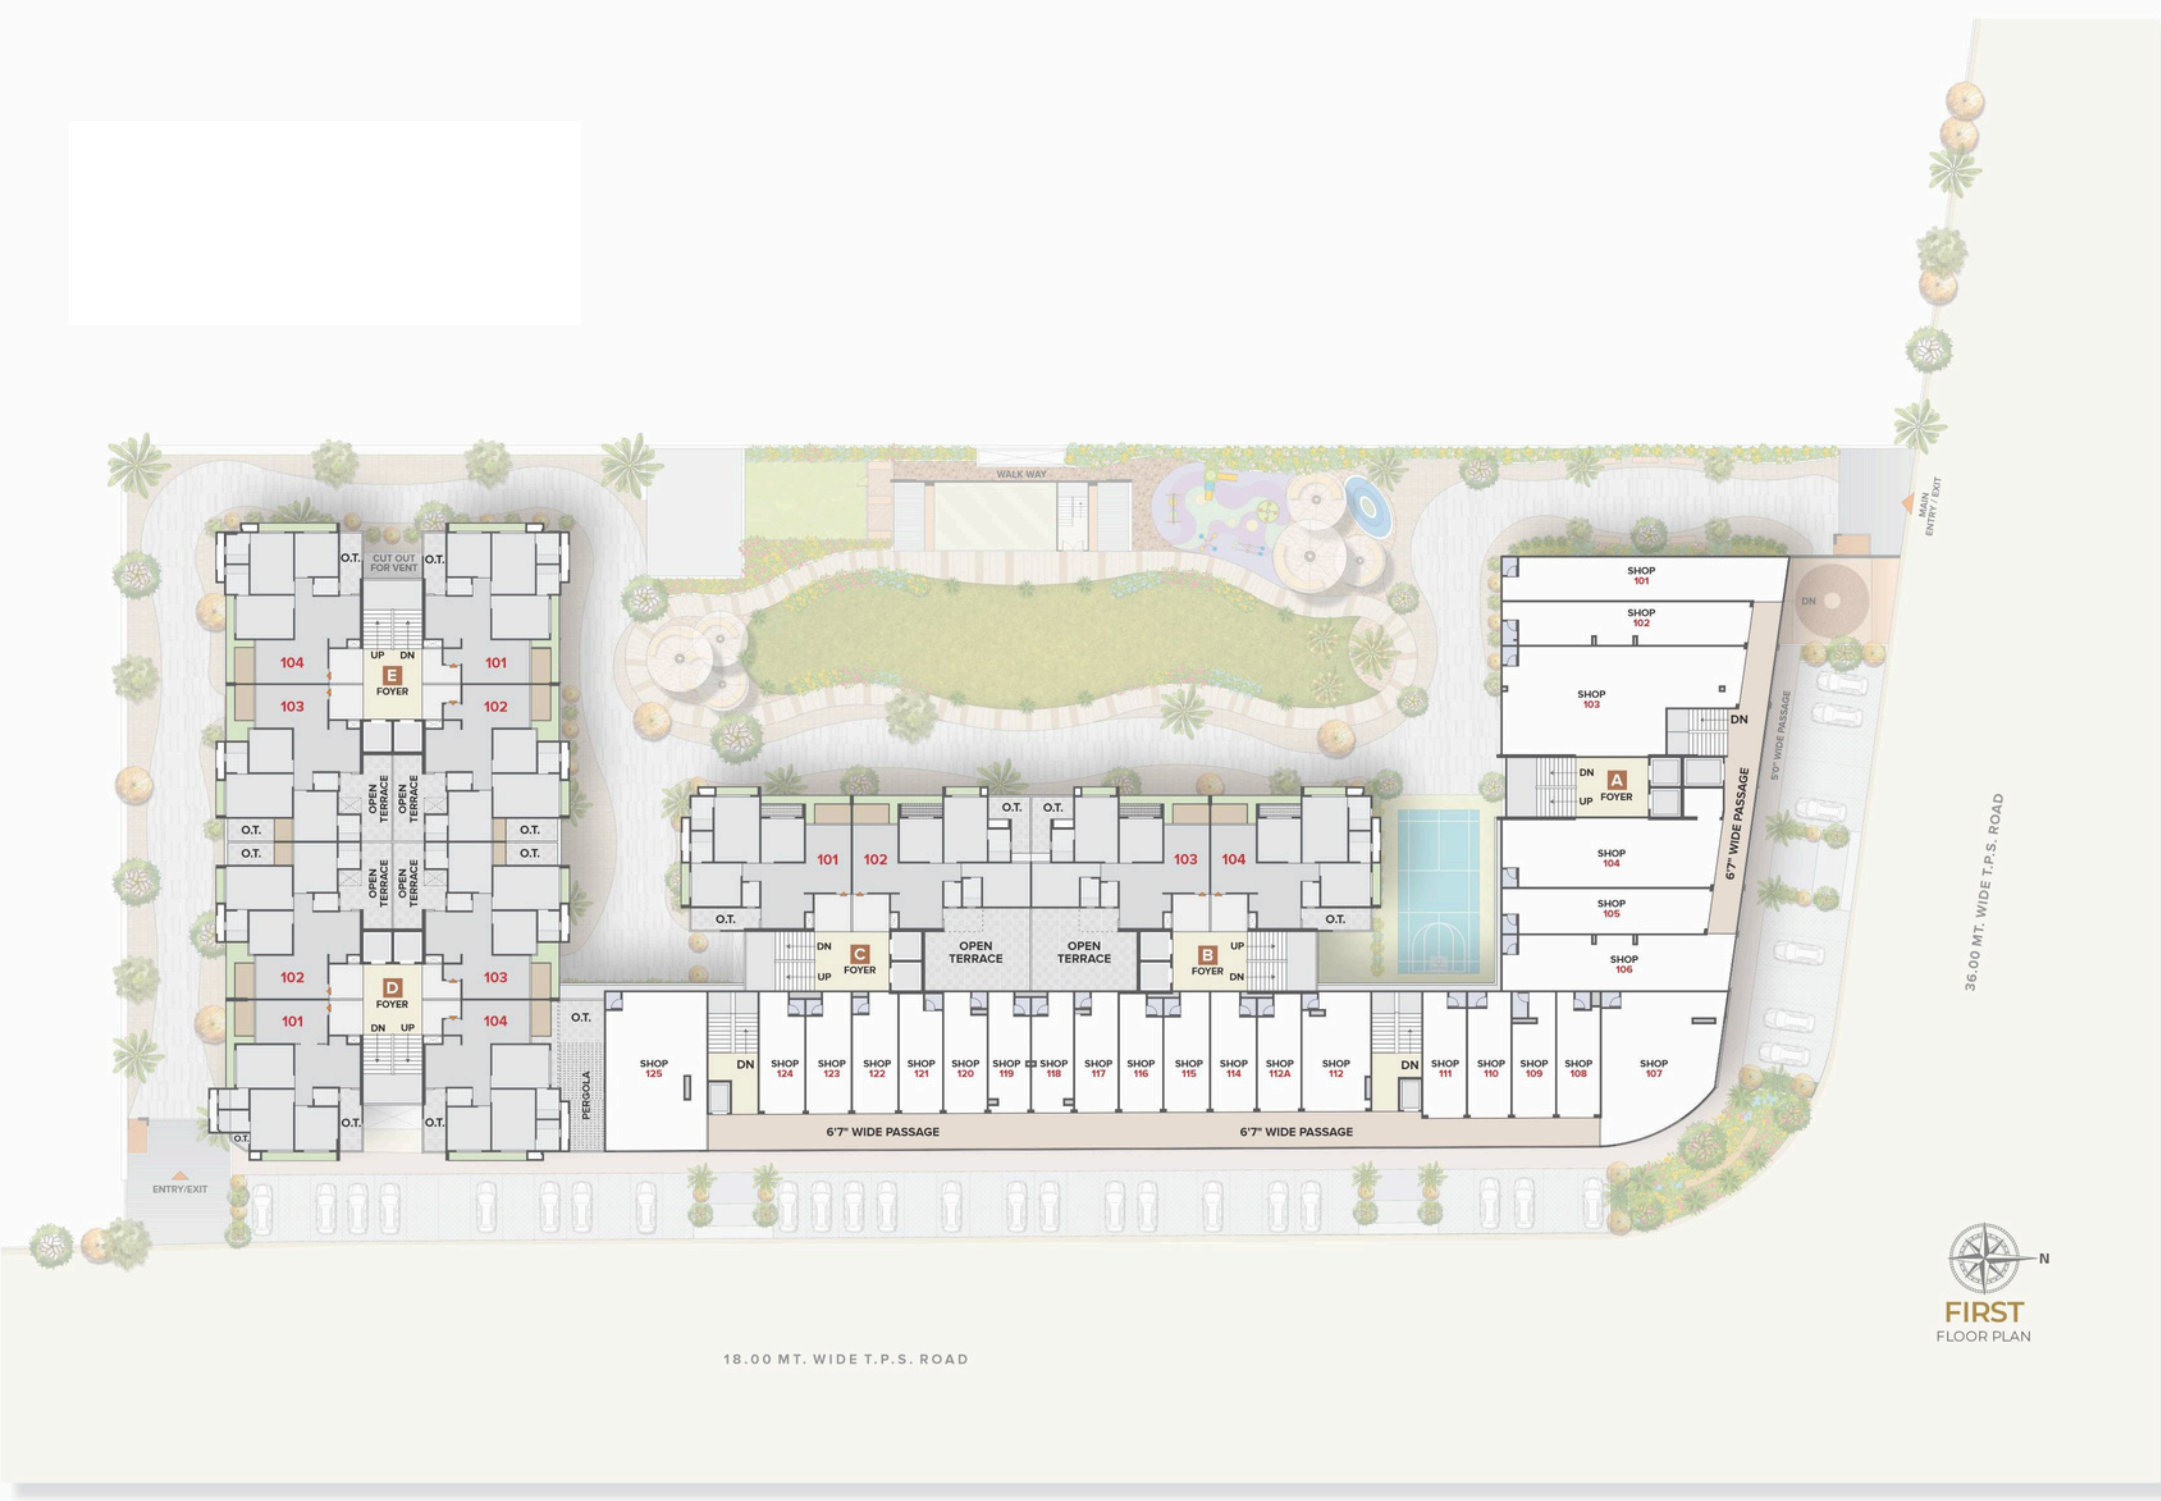 WALK WAY
MAIN
ENTRY / EXIT
O.T.
CUT OUT
FOR VENT
O.T.
104
UP DN
E
FOYER
101
103
102
OPEN
TERRACE
OPEN
TERRACE
O.T.
O.T.
O.T.
O.T.
OPEN
TERRACE
OPEN
TERRACE
102
D
FOYER
103
101
DN UP
104
O.T.
O.T.
O.T.
O.T.
PERGOLA
ENTRY/EXIT
O.T.
O.T.
101
102
103
104
O.T.
O.T.
DN
C
FOYER
UP
OPEN
TERRACE
OPEN
TERRACE
B
FOYER
UP
DN
SHOP
101
SHOP
102
SHOP
103
DN
DN
5'0" WIDE PASSAGE
DN
A
FOYER
UP
6'7" WIDE PASSAGE
SHOP
104
SHOP
105
SHOP
106
36.00 MT. WIDE T.P.S. ROAD
SHOP
125
DN
SHOP
124
SHOP
123
SHOP
122
SHOP
121
SHOP
120
SHOP
119
SHOP
118
SHOP
117
SHOP
116
SHOP
115
SHOP
114
SHOP
112A
SHOP
112
DN
SHOP
111
SHOP
110
SHOP
109
SHOP
108
SHOP
107
6'7" WIDE PASSAGE
6'7" WIDE PASSAGE
N
FIRST
FLOOR PLAN
18.00 MT. WIDE T.P.S. ROAD